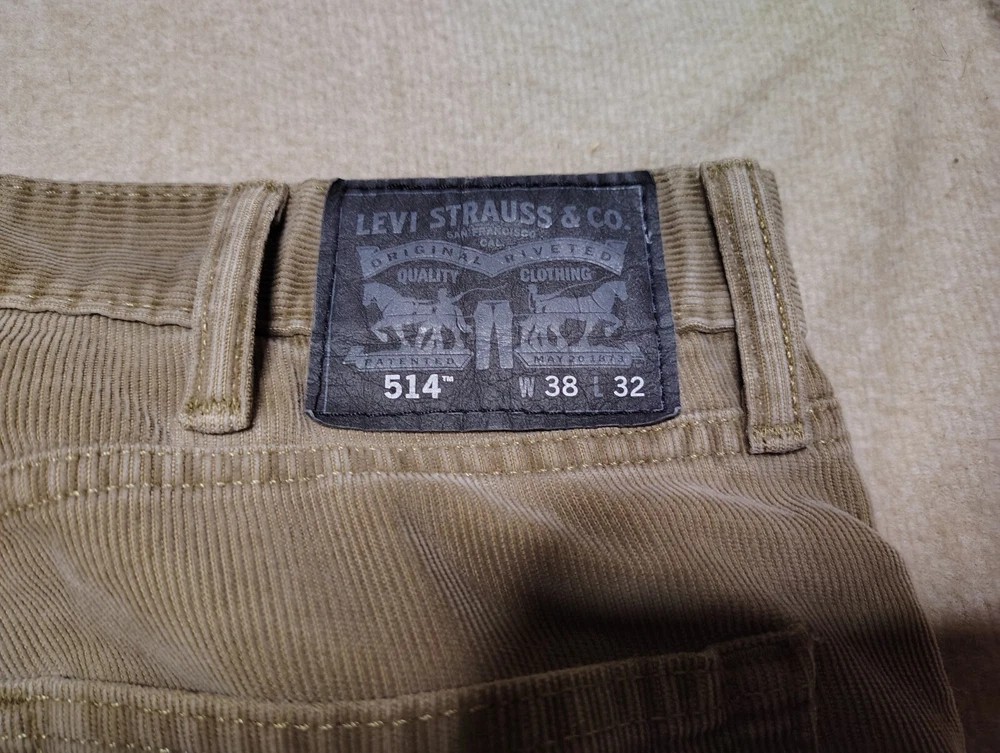 LEVI STRAUSS & CO.
SAN FRANCISCO
CAL.
ORIGINAL RIVETED
QUALITY CLOTHING
PATENTED MAY 20 1873
514™ W 38 L 32